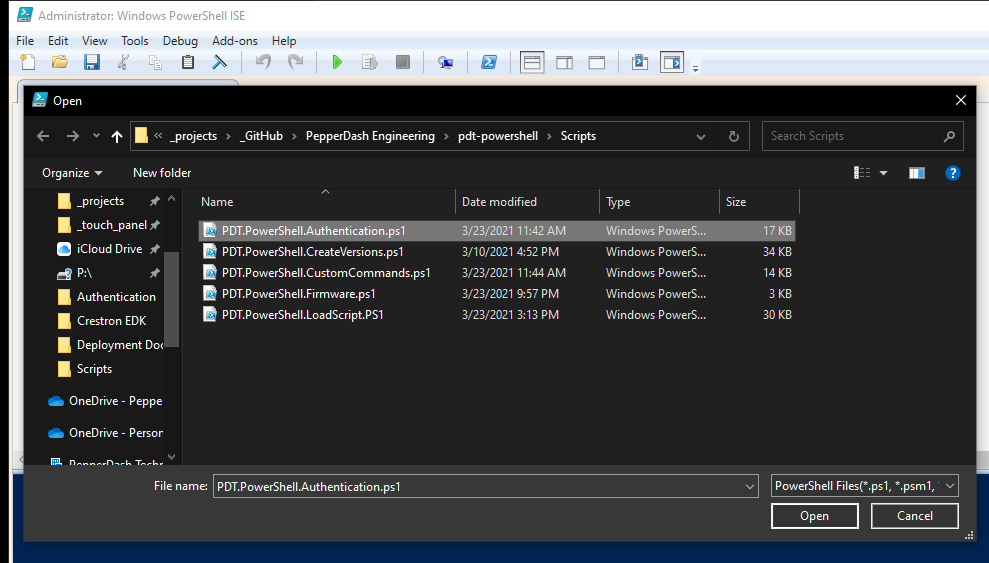 Administrator: Windows PowerShell ISE
File Edit View Tools Debug Add-ons Help
Open
« _projects › _GitHub › PepperDash Engineering › pdt-powershell › Scripts
Search Scripts
Organize New folder
Name Date modified Type Size
_projects
_touch_panel
iCloud Drive
P:\
Authentication
Crestron EDK
Deployment Doc
Scripts
OneDrive - Peppe
OneDrive - Person
PepperDash Techn
PDT.PowerShell.Authentication.ps1 3/23/2021 11:42 AM Windows PowerS... 17 KB
PDT.PowerShell.CreateVersions.ps1 3/10/2021 4:52 PM Windows PowerS... 34 KB
PDT.PowerShell.CustomCommands.ps1 3/23/2021 11:44 AM Windows PowerS... 14 KB
PDT.PowerShell.Firmware.ps1 3/23/2021 9:57 PM Windows PowerS... 3 KB
PDT.PowerShell.LoadScript.PS1 3/23/2021 3:13 PM Windows PowerS... 30 KB
File name: PDT.PowerShell.Authentication.ps1
PowerShell Files(*.ps1, *.psm1,
Open Cancel